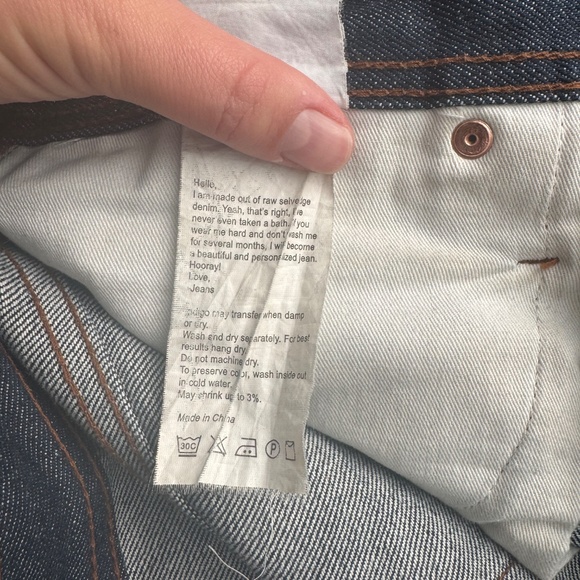 Hello,
I am made out of raw selvedge
denim. Yeah, that's right, I've
never even taken a bath. If you
wear me hard and don't wash me
for several months, I will become
a beautiful and personalized jean.
Hooray!
Love,
Jeans
Indigo may transfer when damp
or dry.
Wash and dry separately. For best
results hang dry.
Do not machine dry.
To preserve color, wash inside out
in cold water.
May shrink up to 3%.
Made in China
30C P